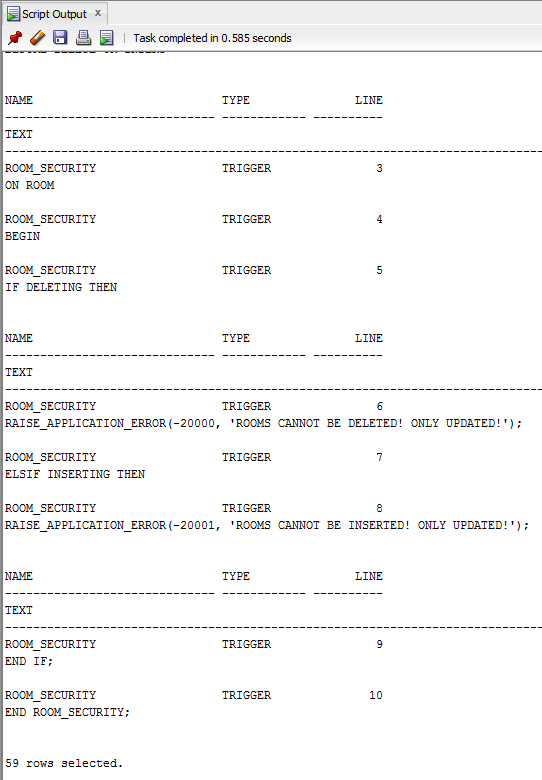 Script Output x
Task completed in 0.585 seconds
NAME TYPE LINE
------------------------------ ------------ ----------
TEXT
--------------------------------------------------------------------------------
ROOM_SECURITY TRIGGER 3
ON ROOM
ROOM_SECURITY TRIGGER 4
BEGIN
ROOM_SECURITY TRIGGER 5
IF DELETING THEN
NAME TYPE LINE
------------------------------ ------------ ----------
TEXT
--------------------------------------------------------------------------------
ROOM_SECURITY TRIGGER 6
RAISE_APPLICATION_ERROR(-20000, 'ROOMS CANNOT BE DELETED! ONLY UPDATED!');
ROOM_SECURITY TRIGGER 7
ELSIF INSERTING THEN
ROOM_SECURITY TRIGGER 8
RAISE_APPLICATION_ERROR(-20001, 'ROOMS CANNOT BE INSERTED! ONLY UPDATED!');
NAME TYPE LINE
------------------------------ ------------ ----------
TEXT
--------------------------------------------------------------------------------
ROOM_SECURITY TRIGGER 9
END IF;
ROOM_SECURITY TRIGGER 10
END ROOM_SECURITY;
59 rows selected.